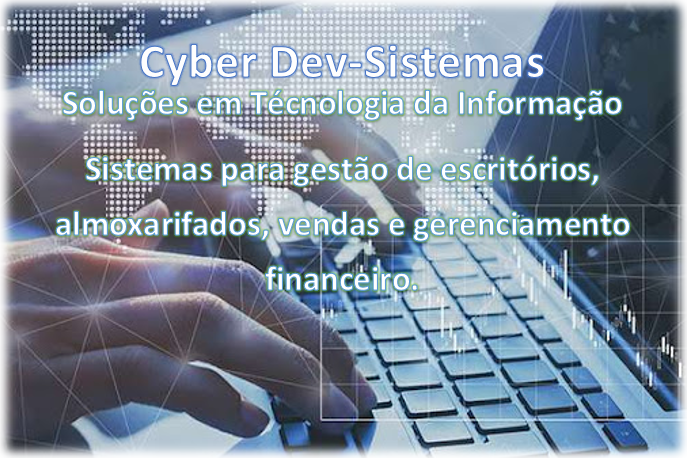 Cyber Dev-Sistemas
Soluções em Técnologia da Informação
Sistemas para gestão de escritórios,
almoxarifados, vendas e gerenciamento
financeiro.